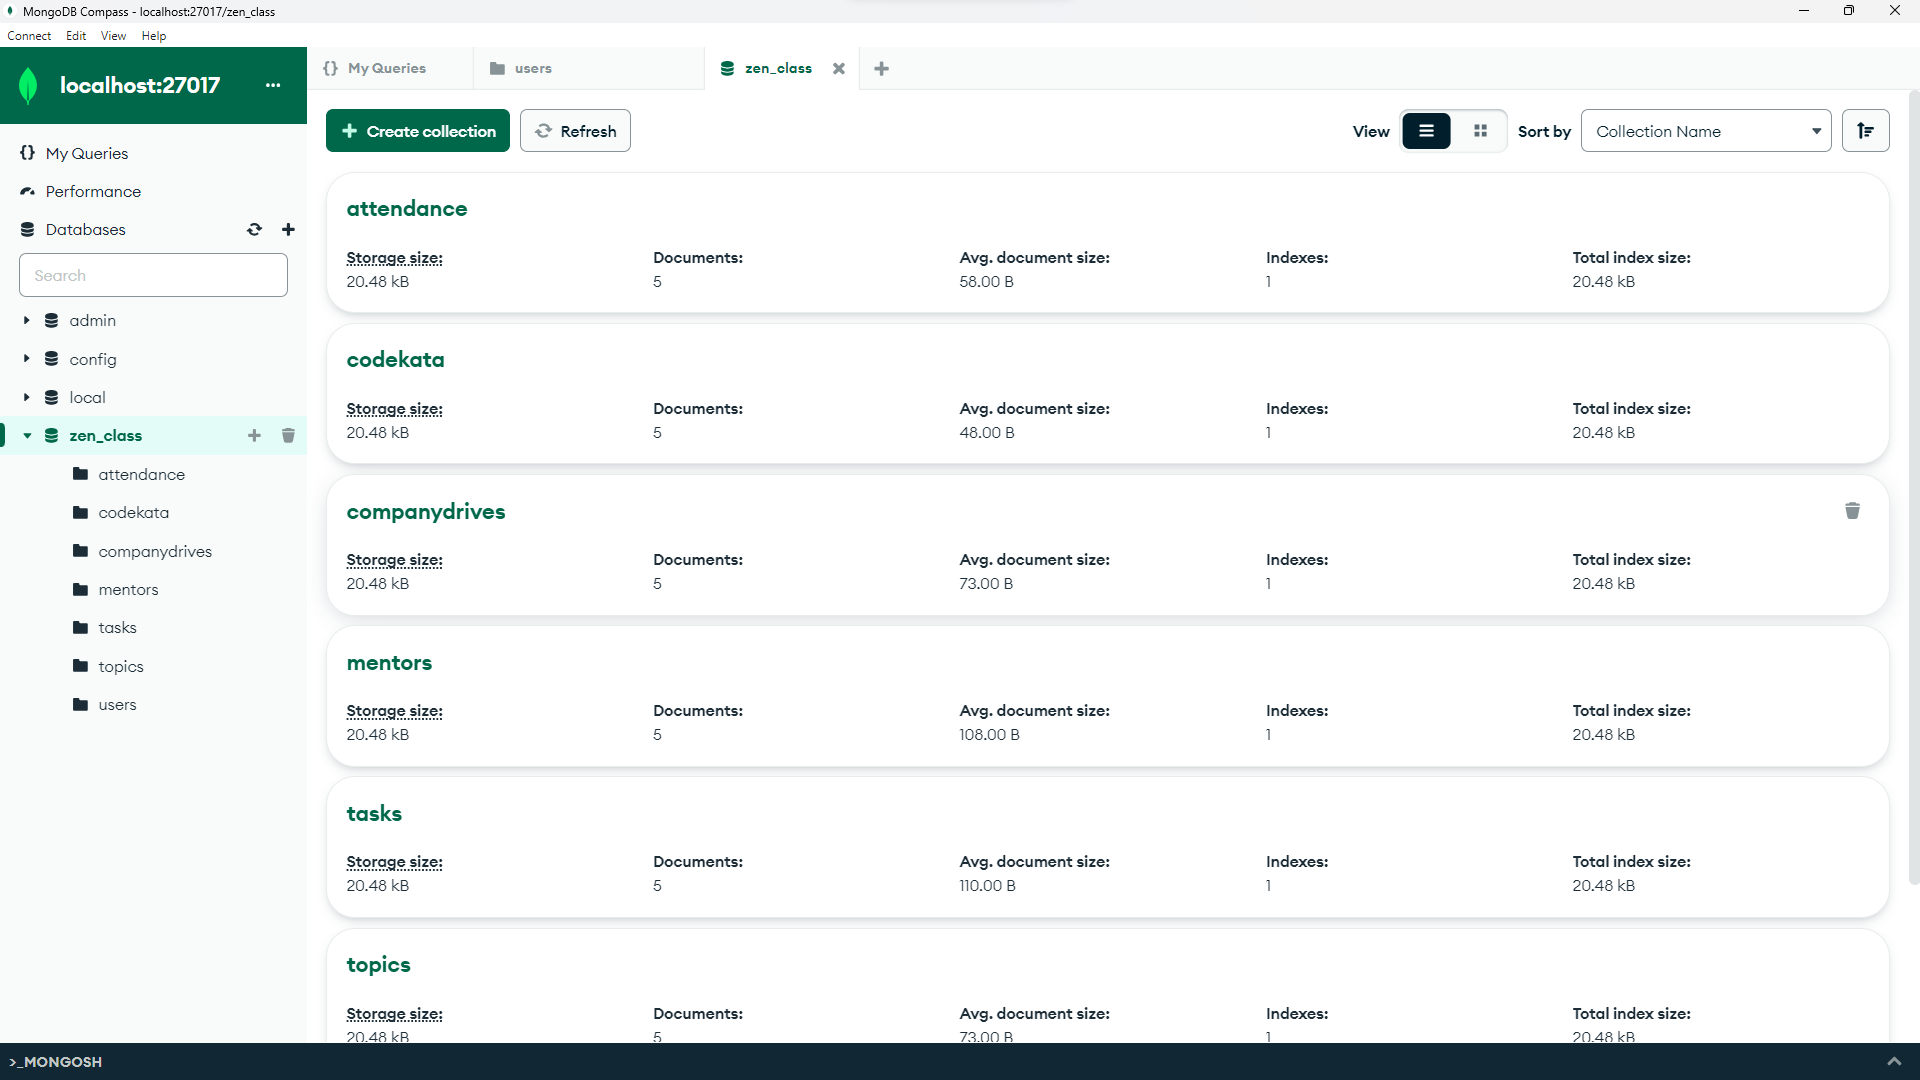 MongoDB Compass - localhost:27017/zen_class
Connect Edit View Help
localhost:27017
My Queries users zen_class
Create collection Refresh View Sort by Collection Name
My Queries
Performance
Databases
Search
admin
config
local
zen_class
attendance
codekata
companydrives
mentors
tasks
topics
users
attendance
Storage size: Documents: Avg. document size: Indexes: Total index size:
20.48 kB 5 58.00 B 1 20.48 kB
codekata
Storage size: Documents: Avg. document size: Indexes: Total index size:
20.48 kB 5 48.00 B 1 20.48 kB
companydrives
Storage size: Documents: Avg. document size: Indexes: Total index size:
20.48 kB 5 73.00 B 1 20.48 kB
mentors
Storage size: Documents: Avg. document size: Indexes: Total index size:
20.48 kB 5 108.00 B 1 20.48 kB
tasks
Storage size: Documents: Avg. document size: Indexes: Total index size:
20.48 kB 5 110.00 B 1 20.48 kB
topics
Storage size: Documents: Avg. document size: Indexes: Total index size:
20.48 kB 5 73.00 B 1 20.48 kB
>_MONGOSH